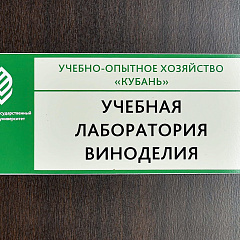 УЧЕБНО-ОПЫТНОЕ ХОЗЯЙСТВО
«КУБАНЬ»
УЧЕБНАЯ
ЛАБОРАТОРИЯ
ВИНОДЕЛИЯ
государственный
университет